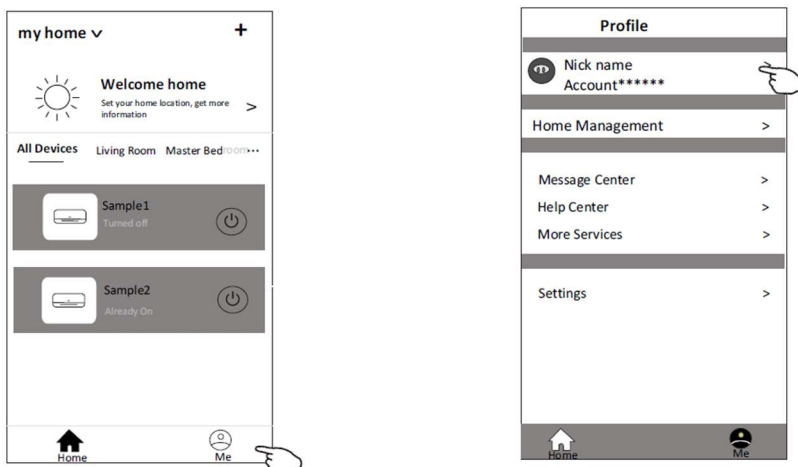 my home ∨ +
Welcome home
Set your home location, get more
information >
All Devices Living Room Master Bedroom ···
Sample1
Turned off
Sample2
Already On
Home Me
Profile
Nick name
Account****** >
Home Management >
Message Center >
Help Center >
More Services >
Settings >
Home Me